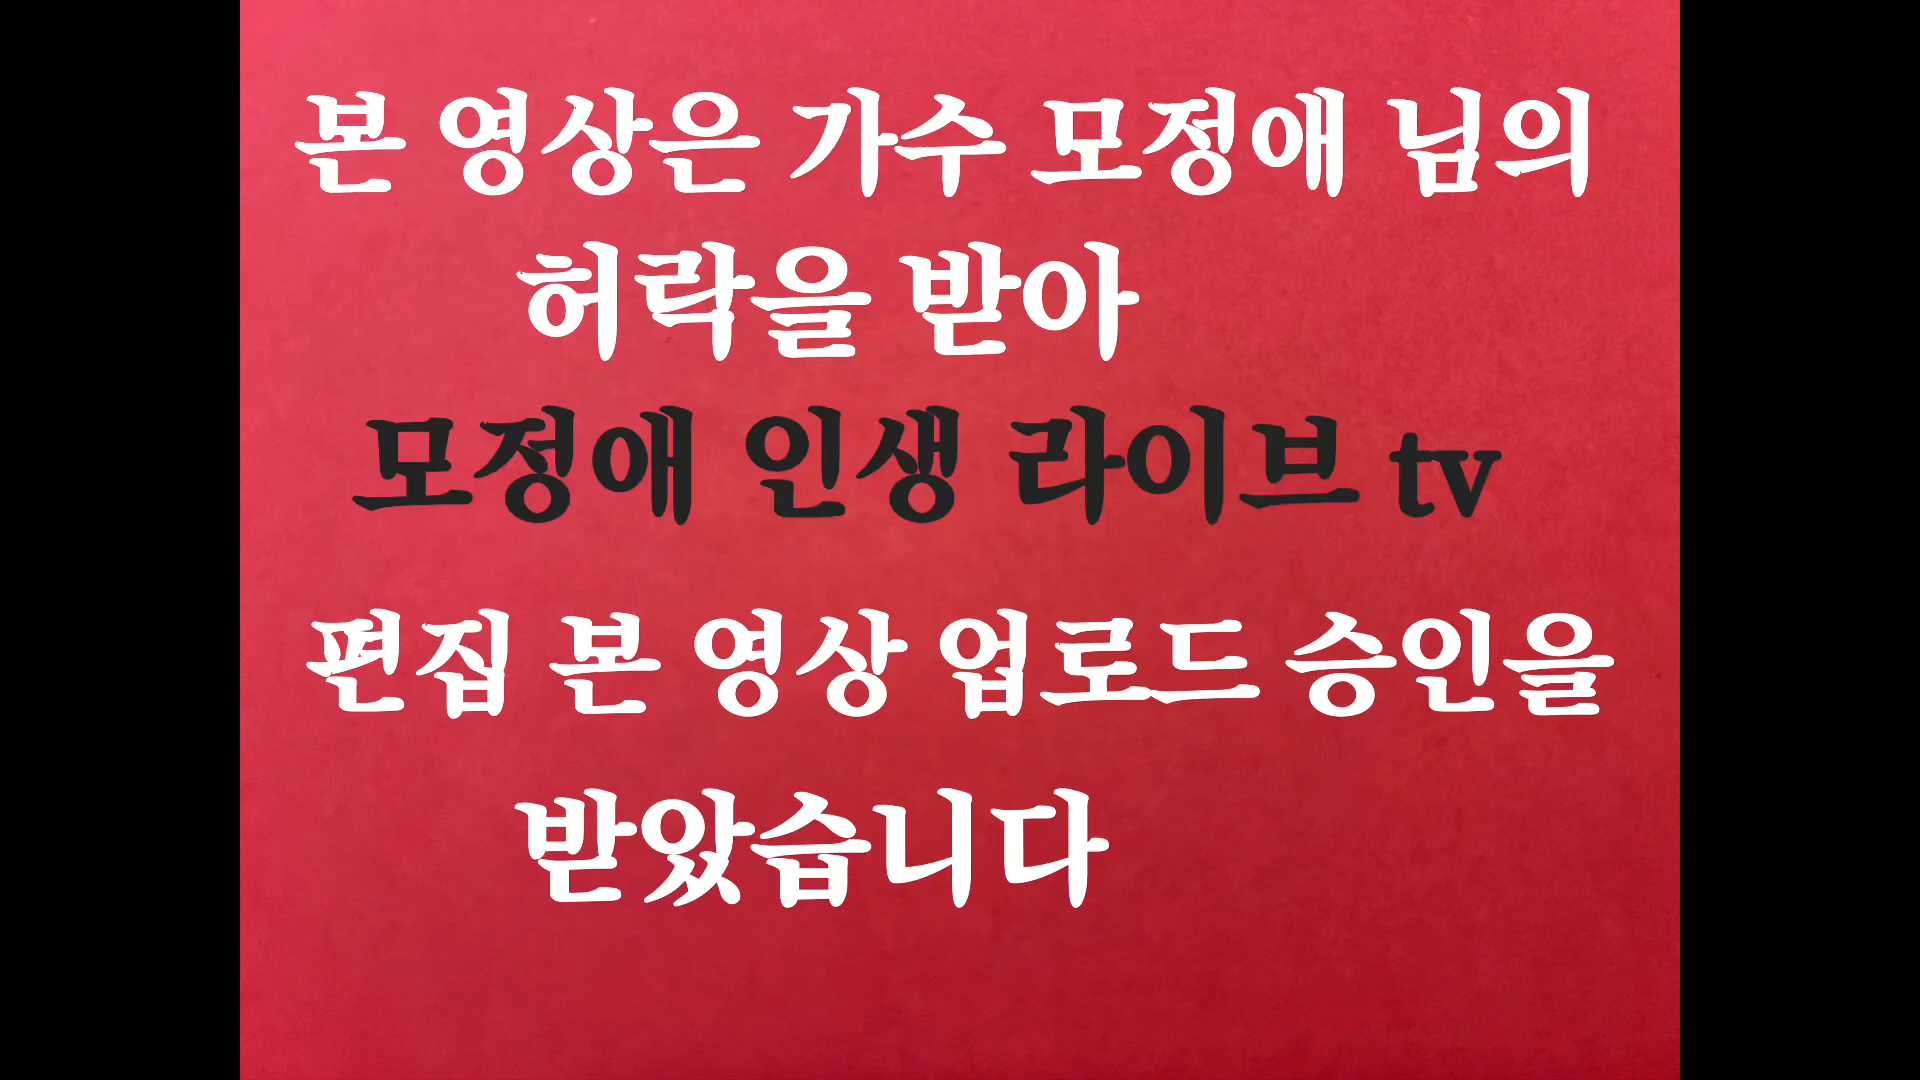 본 영상은 가수 모정애 님의
허락을 받아
모정애 인생 라이브 tv
편집 본 영상 업로드 승인을
받았습니다